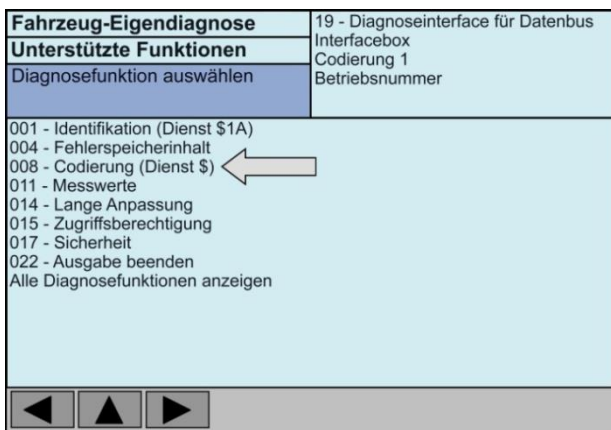 Fahrzeug-Eigendiagnose
Unterstützte Funktionen
Diagnosefunktion auswählen
19 - Diagnoseinterface für Datenbus
Interfacebox
Codierung 1
Betriebsnummer
001 - Identifikation (Dienst $1A)
004 - Fehlerspeicherinhalt
008 - Codierung (Dienst $)
011 - Messwerte
014 - Lange Anpassung
015 - Zugriffsberechtigung
017 - Sicherheit
022 - Ausgabe beenden
Alle Diagnosefunktionen anzeigen